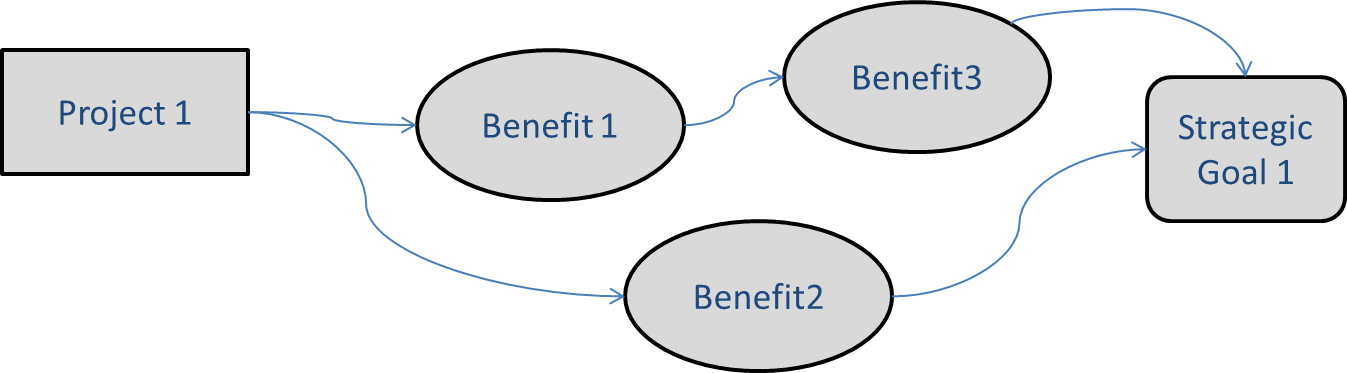 Project 1
Benefit 1
Benefit3
Strategic
Goal 1
Benefit2